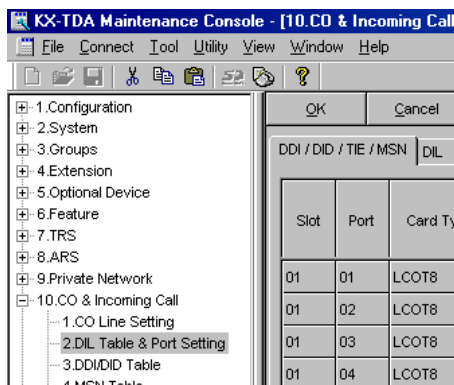 KX-TDA Maintenance Console - [10.CO & Incoming Call
File Connect Tool Utility View Window Help
1.Configuration
2.System
3.Groups
4.Extension
5.Optional Device
6.Feature
7.TRS
8.ARS
9.Private Network
10.CO & Incoming Call
1.CO Line Setting
2.DIL Table & Port Setting
3.DDI/DID Table
4.MSN Table
OK Cancel
DDI / DID / TIE / MSN DIL
Slot Port Card Ty
01 01 LCOT8
01 02 LCOT8
01 03 LCOT8
01 04 LCOT8